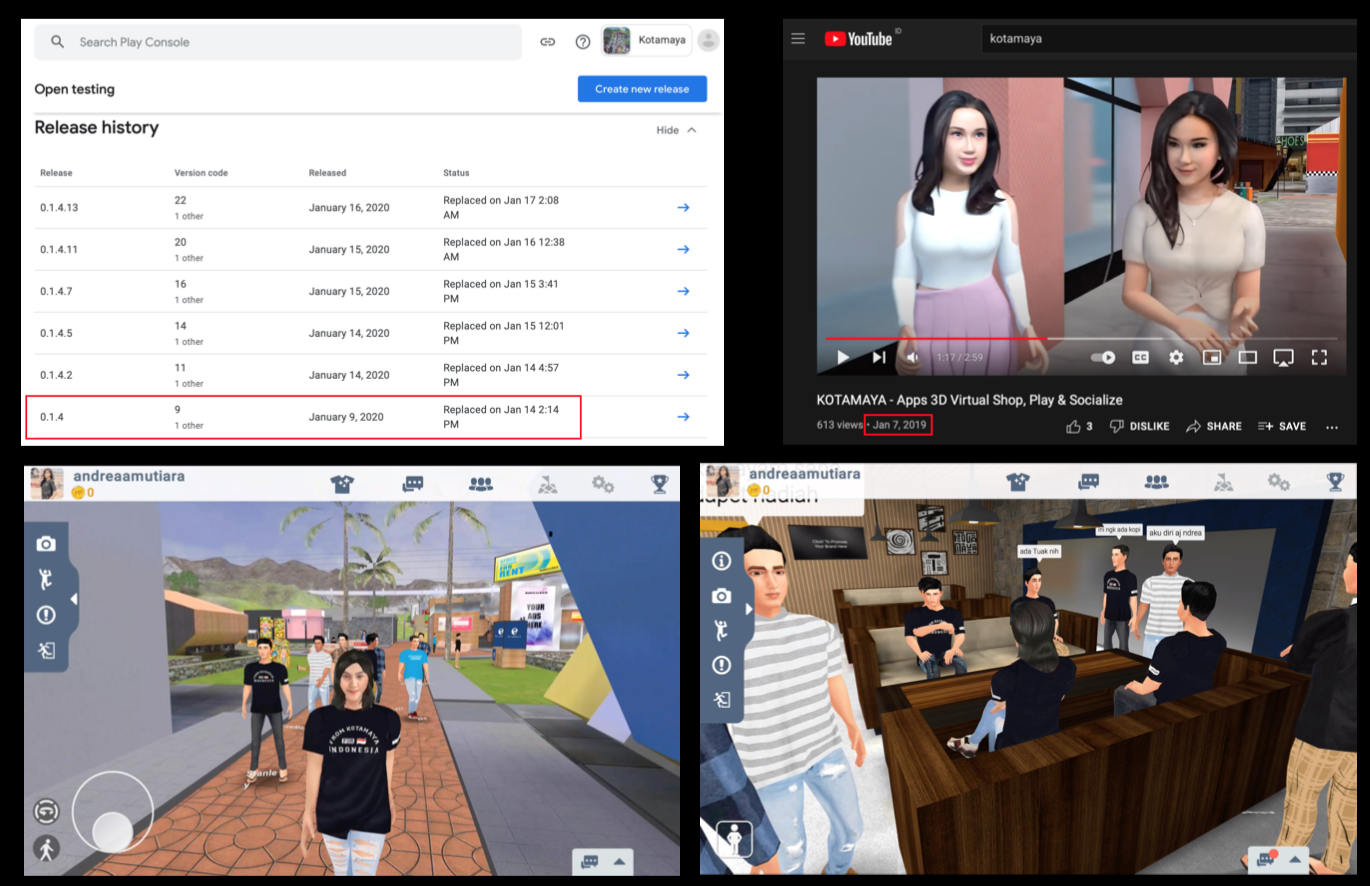 Search Play Console
Kotamaya
Open testing
Create new release
Release history
Hide
Release
Version code
Released
Status
0.1.4.13
22
1 other
January 16, 2020
Replaced on Jan 17 2:08
AM
0.1.4.11
20
1 other
January 15, 2020
Replaced on Jan 16 12:38
AM
0.1.4.7
16
1 other
January 15, 2020
Replaced on Jan 15 3:41
PM
0.1.4.5
14
1 other
January 14, 2020
Replaced on Jan 15 12:01
PM
0.1.4.2
11
1 other
January 14, 2020
Replaced on Jan 14 4:57
PM
0.1.4
9
1 other
January 9, 2020
Replaced on Jan 14 2:14
PM
YouTube ID
kotamaya
SHOES
1:17 / 2:59
CC
KOTAMAYA - Apps 3D Virtual Shop, Play & Socialize
613 views • Jan 7, 2019
3
DISLIKE
SHARE
SAVE
andreaamutiara
0
RENT
YOUR
ADS
HERE
FROM KOTAMAYA
INDONESIA
andreaamutiara
0
hadiah
Your Brand Here
ada Tuak nih
ngk ada kopi
aku diri aj ndrea